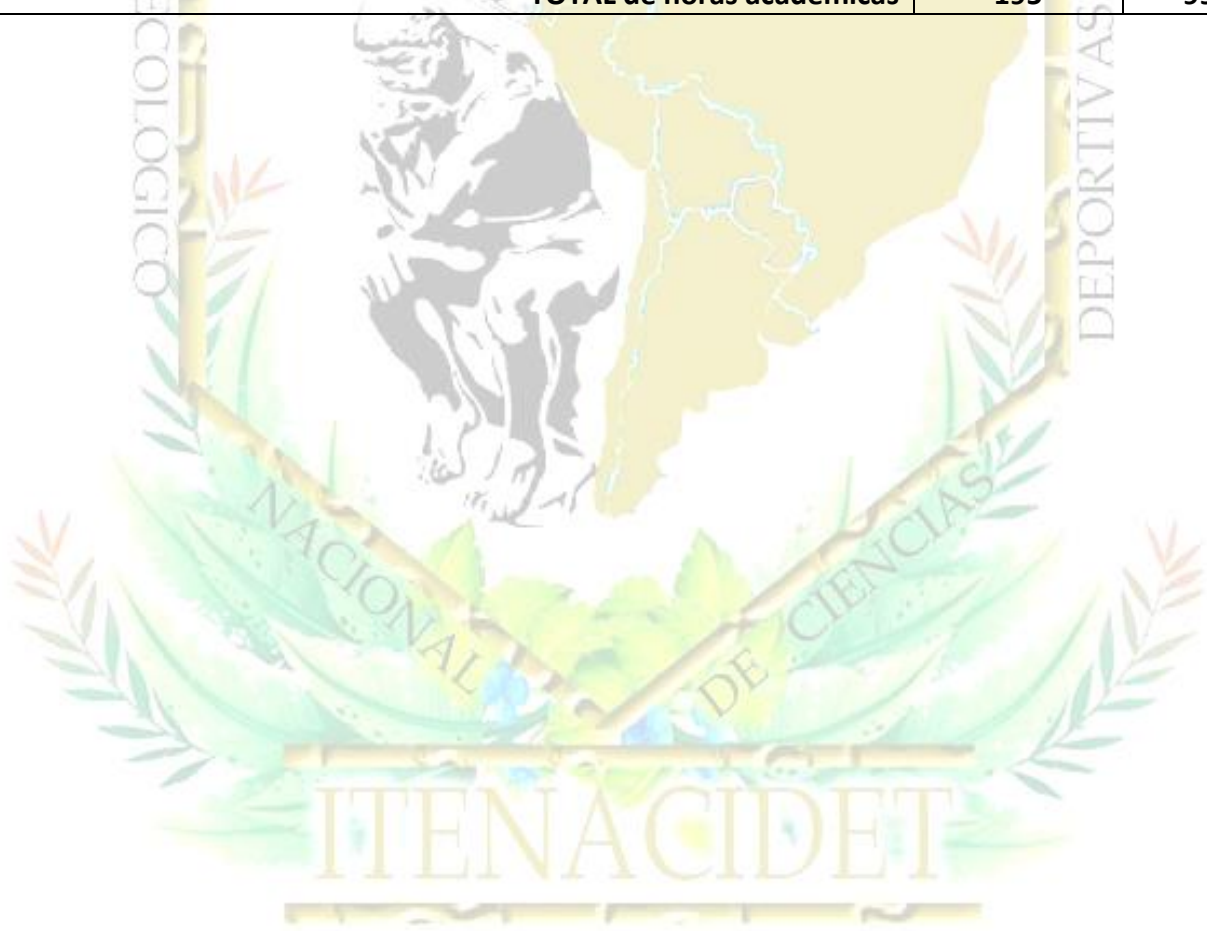 TOTAL de horas académicas
COLOGICO
DEPORTIVAS
NACIONAL
DE CIENCIAS
ITENACIDET